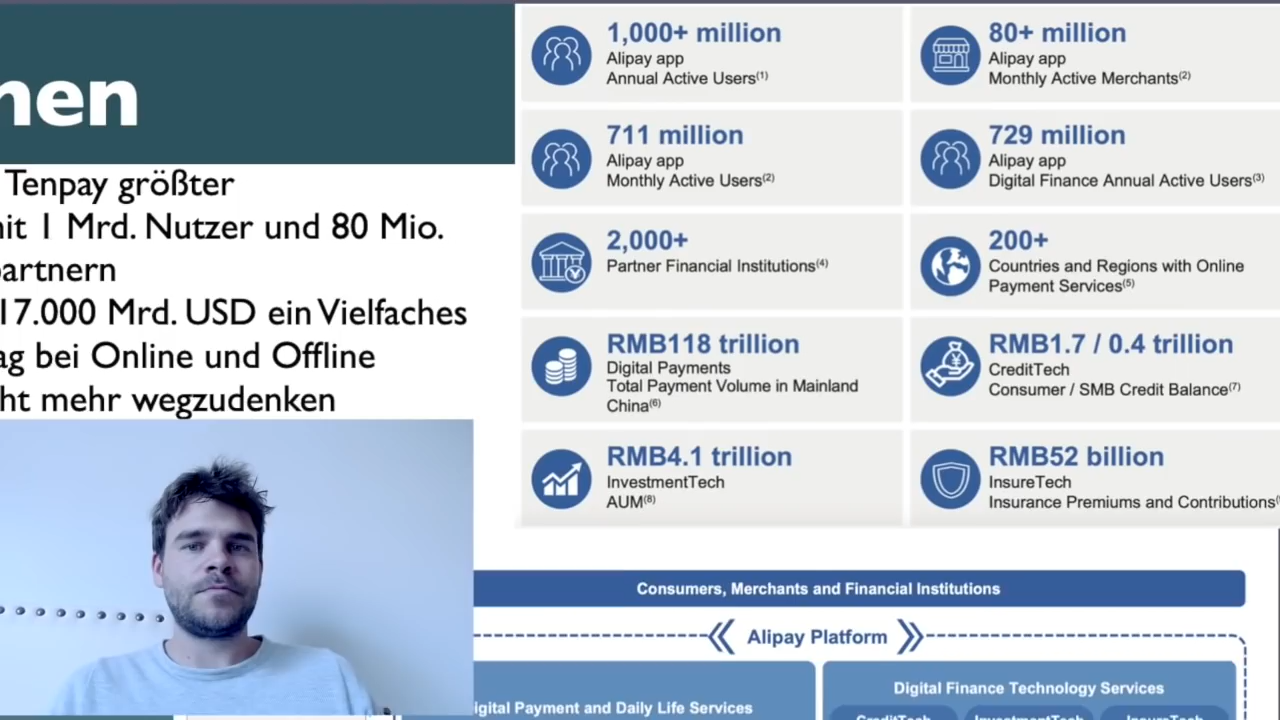 Tenpay größter
1 Mrd. Nutzer und 80 Mio.
17.000 Mrd. USD ein Vielfaches
bei Online und Offline
mehr wegzudenken
1,000+ million
Alipay app
Annual Active Users(1)
80+ million
Alipay app
Monthly Active Merchants(2)
711 million
Alipay app
Monthly Active Users(2)
729 million
Alipay app
Digital Finance Annual Active Users(3)
2,000+
Partner Financial Institutions(4)
200+
Countries and Regions with Online
Payment Services(5)
RMB118 trillion
Digital Payments
Total Payment Volume in Mainland
China(6)
RMB1.7 / 0.4 trillion
CreditTech
Consumer / SMB Credit Balance(7)
RMB4.1 trillion
InvestmentTech
AUM(8)
RMB52 billion
InsureTech
Insurance Premiums and Contributions
Consumers, Merchants and Financial Institutions
Alipay Platform
Payment and Daily Life Services
Digital Finance Technology Services
CreditTech
InvestmentTech
InsureTech